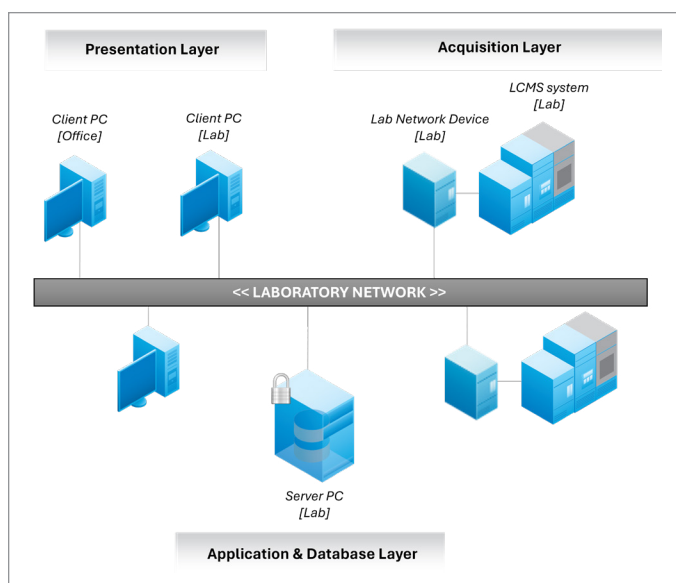 Presentation Layer
Acquisition Layer
Client PC
[Office]
Client PC
[Lab]
Lab Network Device
[Lab]
LCMS system
[Lab]
<< LABORATORY NETWORK >>
Server PC
[Lab]
Application & Database Layer